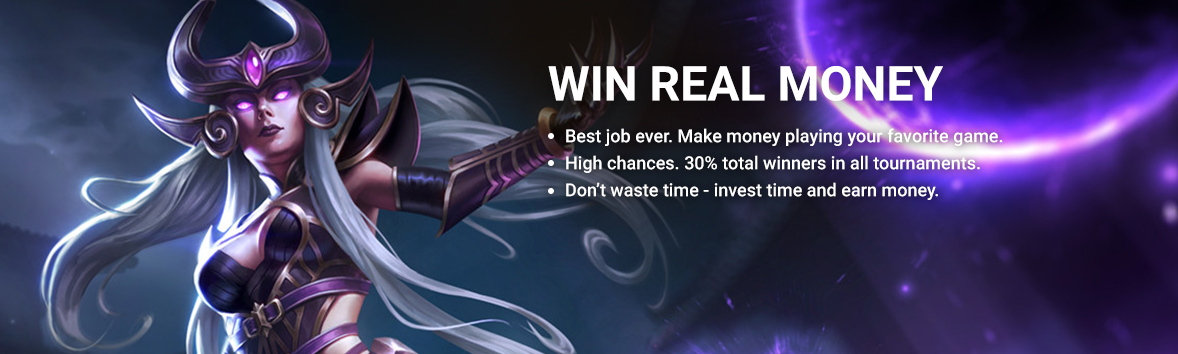 WIN REAL MONEY
• Best job ever. Make money playing your favorite game.
• High chances. 30% total winners in all tournaments.
• Don’t waste time - invest time and earn money.